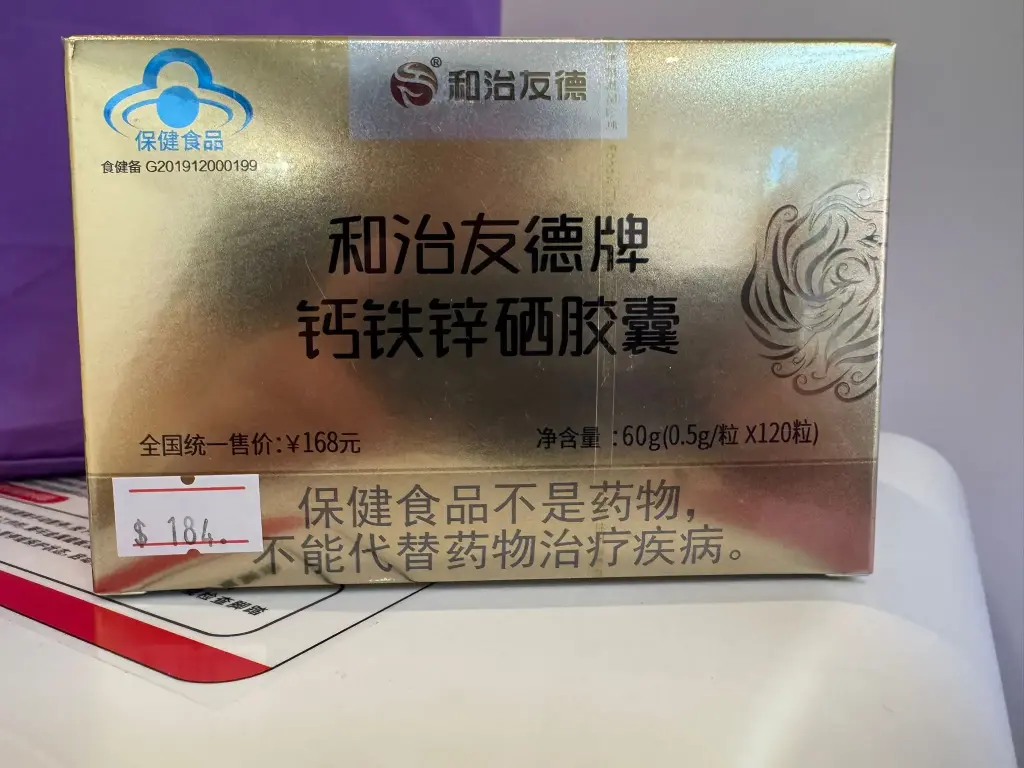 和治友德®
保健食品
食健备 G201912000199
和治友德牌
钙铁锌硒胶囊
全国统一售价：¥168元
净含量：60g(0.5g/粒 X120粒)
$ 184.
保健食品不是药物，
不能代替药物治疗疾病。